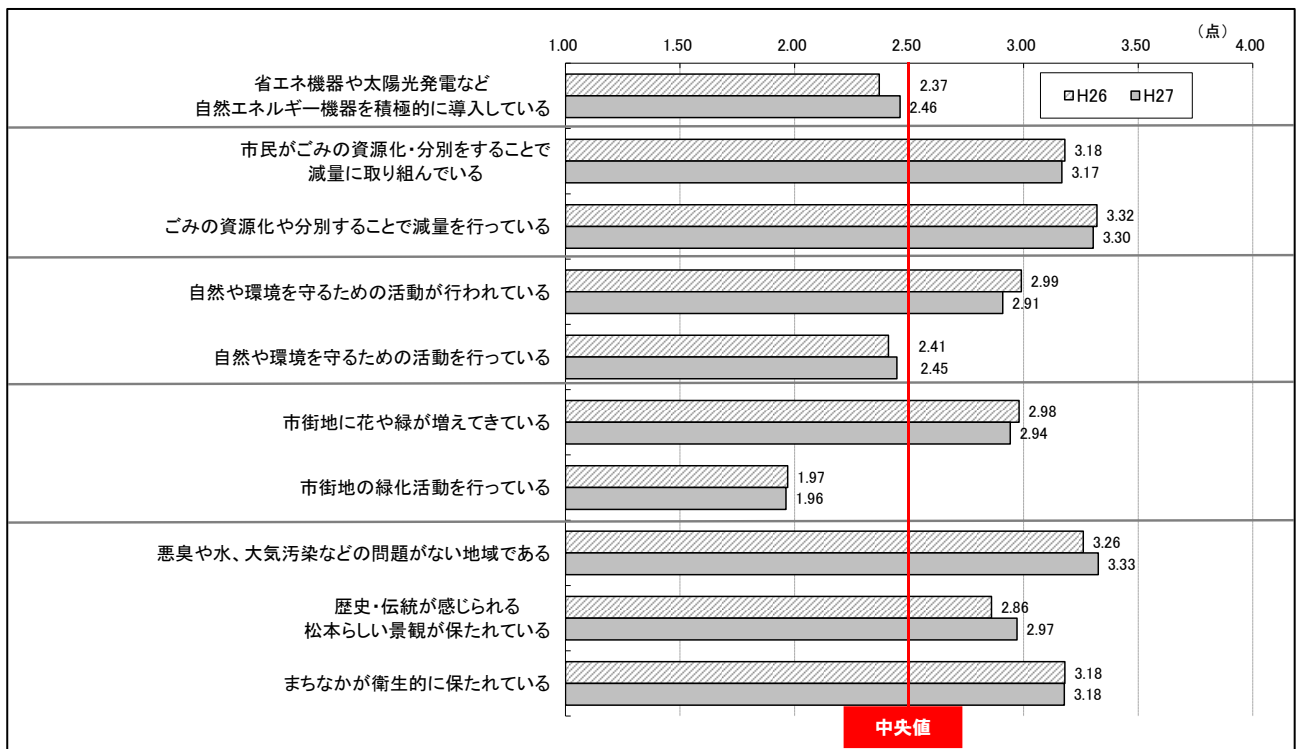 （点）
1.00 1.50 2.00 2.50 3.00 3.50 4.00
H26 H27
省エネ機器や太陽光発電など
自然エネルギー機器を積極的に導入している
2.37
2.46
市民がごみの資源化・分別をすることで
減量に取り組んでいる
3.18
3.17
ごみの資源化や分別することで減量を行っている
3.32
3.30
自然や環境を守るための活動が行われている
2.99
2.91
自然や環境を守るための活動を行っている
2.41
2.45
市街地に花や緑が増えてきている
2.98
2.94
市街地の緑化活動を行っている
1.97
1.96
悪臭や水、大気汚染などの問題がない地域である
3.26
3.33
歴史・伝統が感じられる
松本らしい景観が保たれている
2.86
2.97
まちなかが衛生的に保たれている
3.18
3.18
中央値